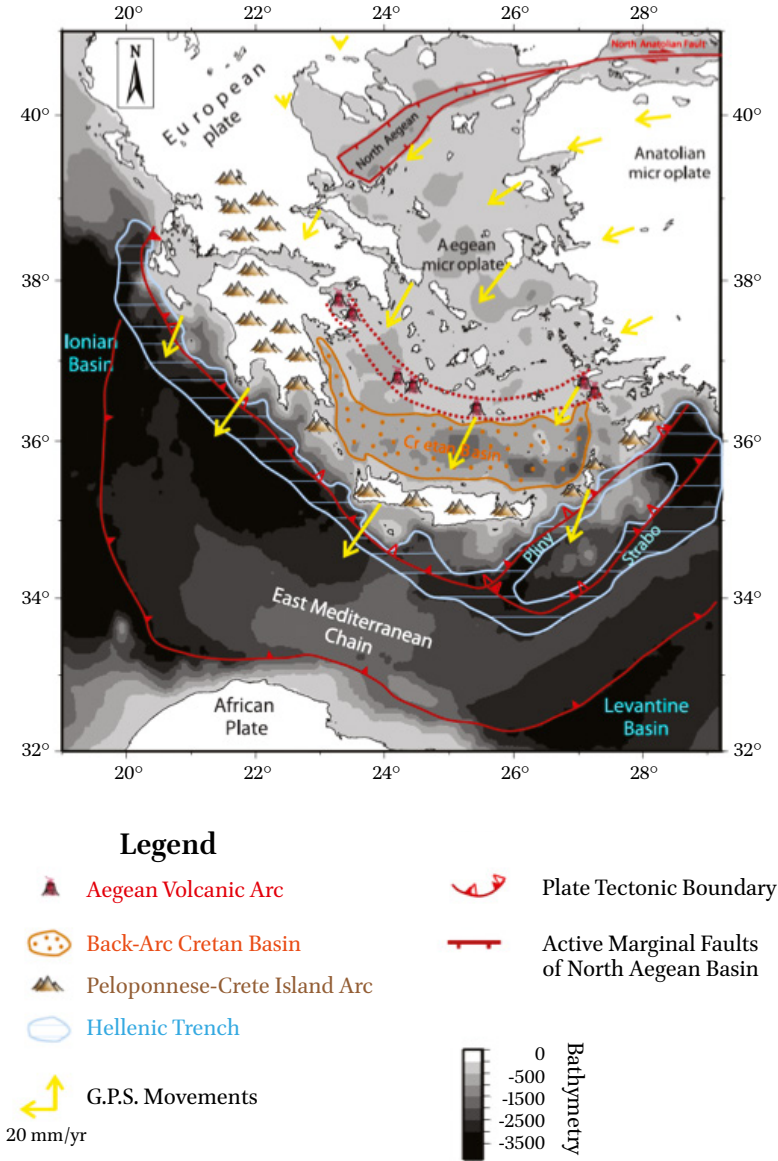 20° 22° 24° 26° 28°
N
North Anatolian Fault
European
plate
40° 40°
North Aegean
Anatolian
microplate
Aegean
microplate
38° 38°
Ionian
Basin
36° 36°
Cretan Basin
Pliny
Strabo
34° 34°
East Mediterranean
Chain
African
Plate
Levantine
Basin
32° 32°
20° 22° 24° 26° 28°
Legend
Aegean Volcanic Arc
Back-Arc Cretan Basin
Peloponnese-Crete Island Arc
Hellenic Trench
G.P.S. Movements
20 mm/yr
Plate Tectonic Boundary
Active Marginal Faults
of North Aegean Basin
0
-500
-1500
-2500
-3500
Bathymetry